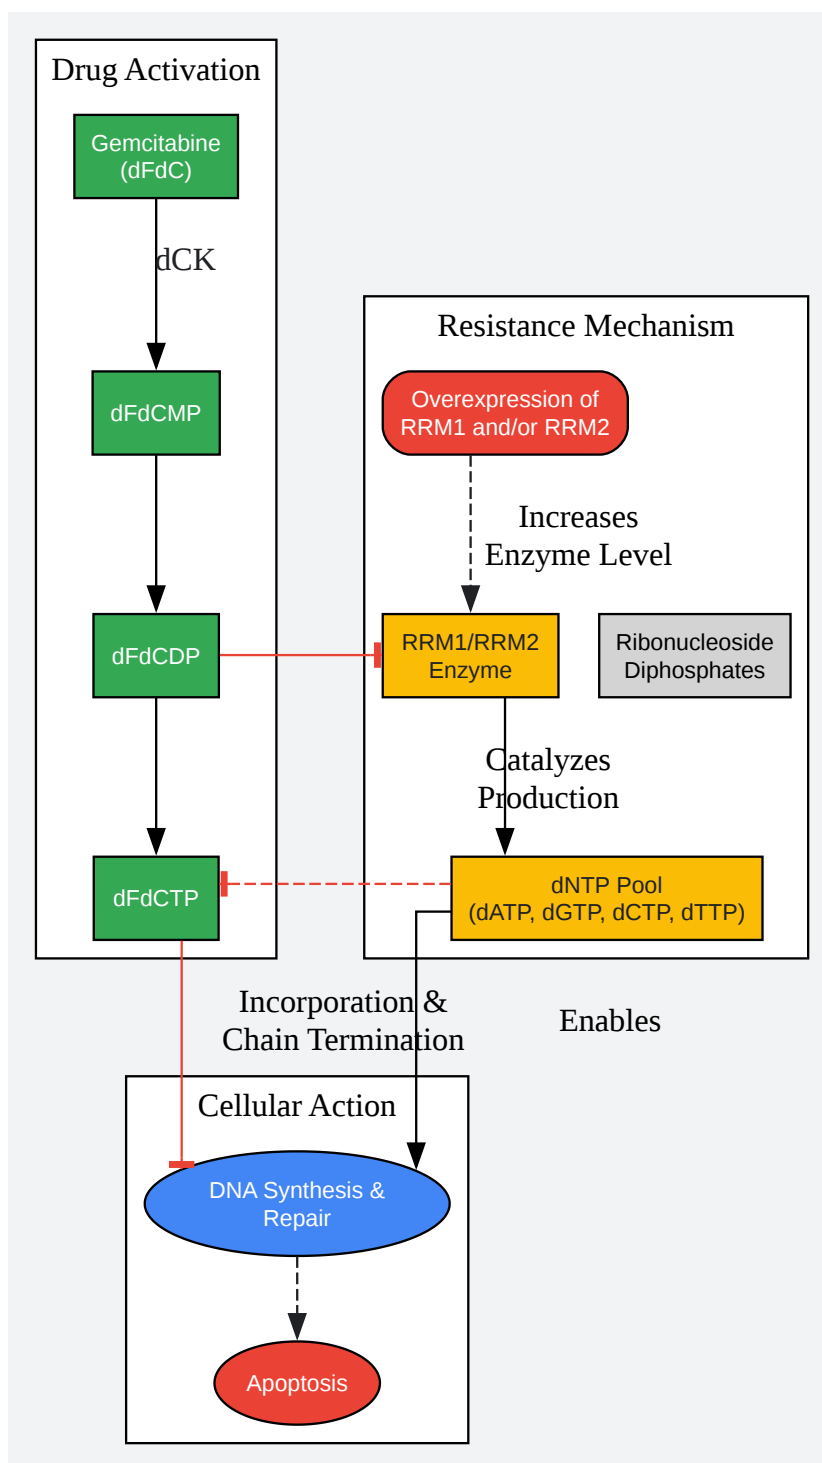 Drug Activation
Gemcitabine
(dFdC)
dCK
dFdCMP
dFdCDP
dFdCTP
Resistance Mechanism
Overexpression of
RRM1 and/or RRM2
Increases
Enzyme Level
RRM1/RRM2
Enzyme
Ribonucleoside
Diphosphates
Catalyzes
Production
dNTP Pool
(dATP, dGTP, dCTP, dTTP)
Incorporation &
Chain Termination
Enables
Cellular Action
DNA Synthesis &
Repair
Apoptosis